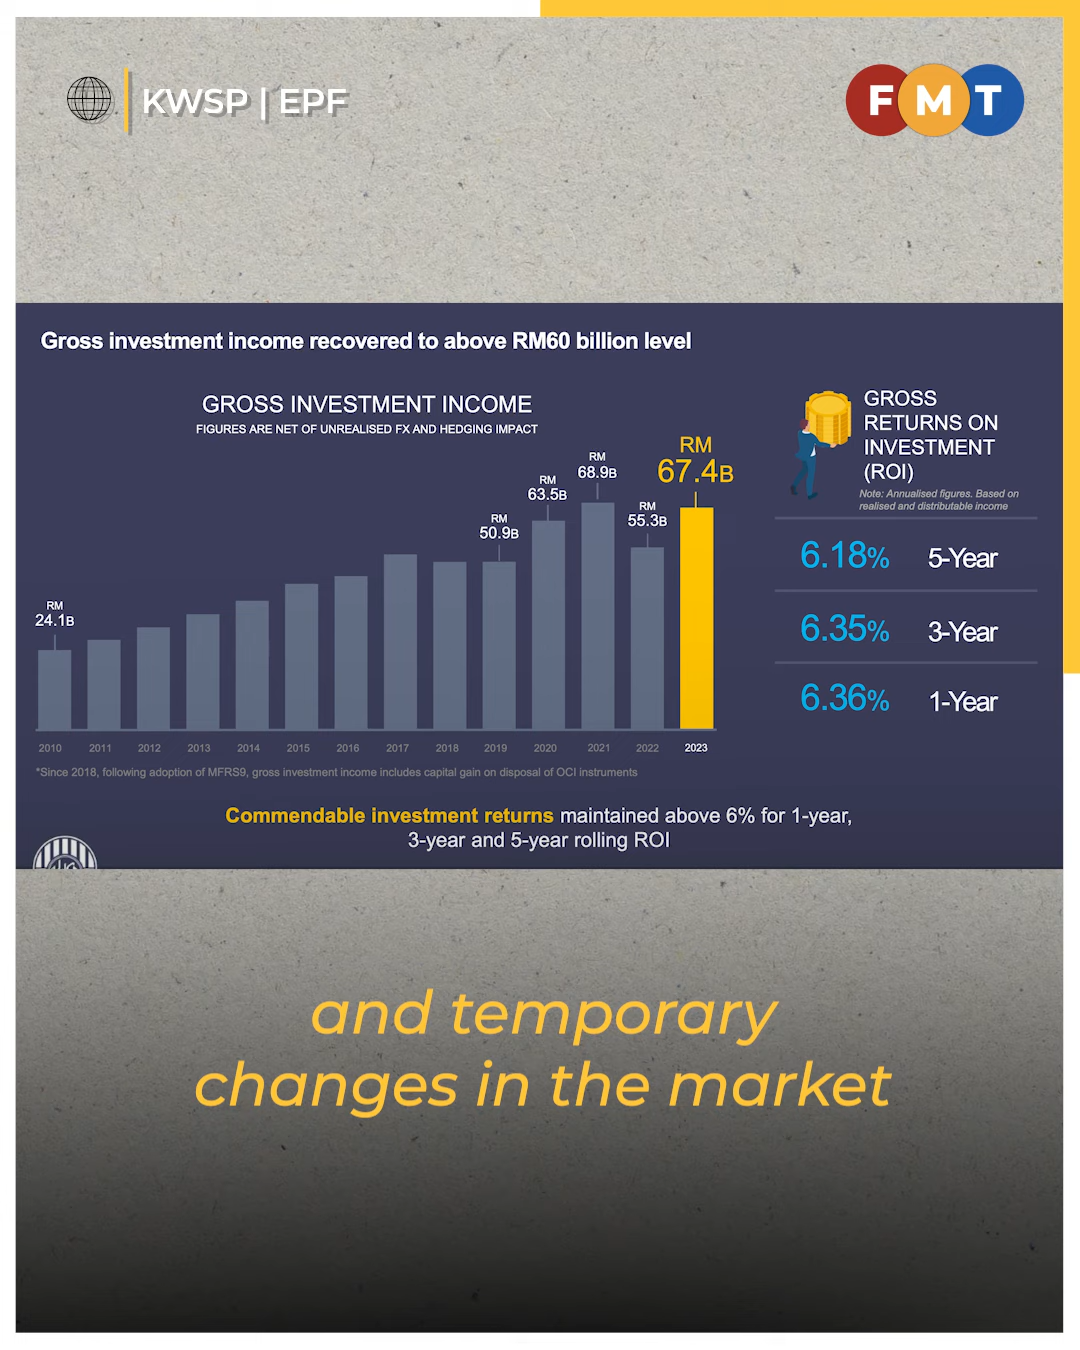 KWSP | EPF
FMT
Gross investment income recovered to above RM60 billion level
GROSS INVESTMENT INCOME
FIGURES ARE NET OF UNREALISED FX AND HEDGING IMPACT
RM
24.1B
RM
50.9B
RM
63.5B
RM
68.9B
RM
55.3B
RM
67.4B
2010 2011 2012 2013 2014 2015 2016 2017 2018 2019 2020 2021 2022 2023
*Since 2018, following adoption of MFRS9, gross investment income includes capital gain on disposal of OCI instruments
GROSS
RETURNS ON
INVESTMENT
(ROI)
Note: Annualised figures. Based on
realised and distributable income
6.18% 5-Year
6.35% 3-Year
6.36% 1-Year
Commendable investment returns maintained above 6% for 1-year,
3-year and 5-year rolling ROI
and temporary
changes in the market